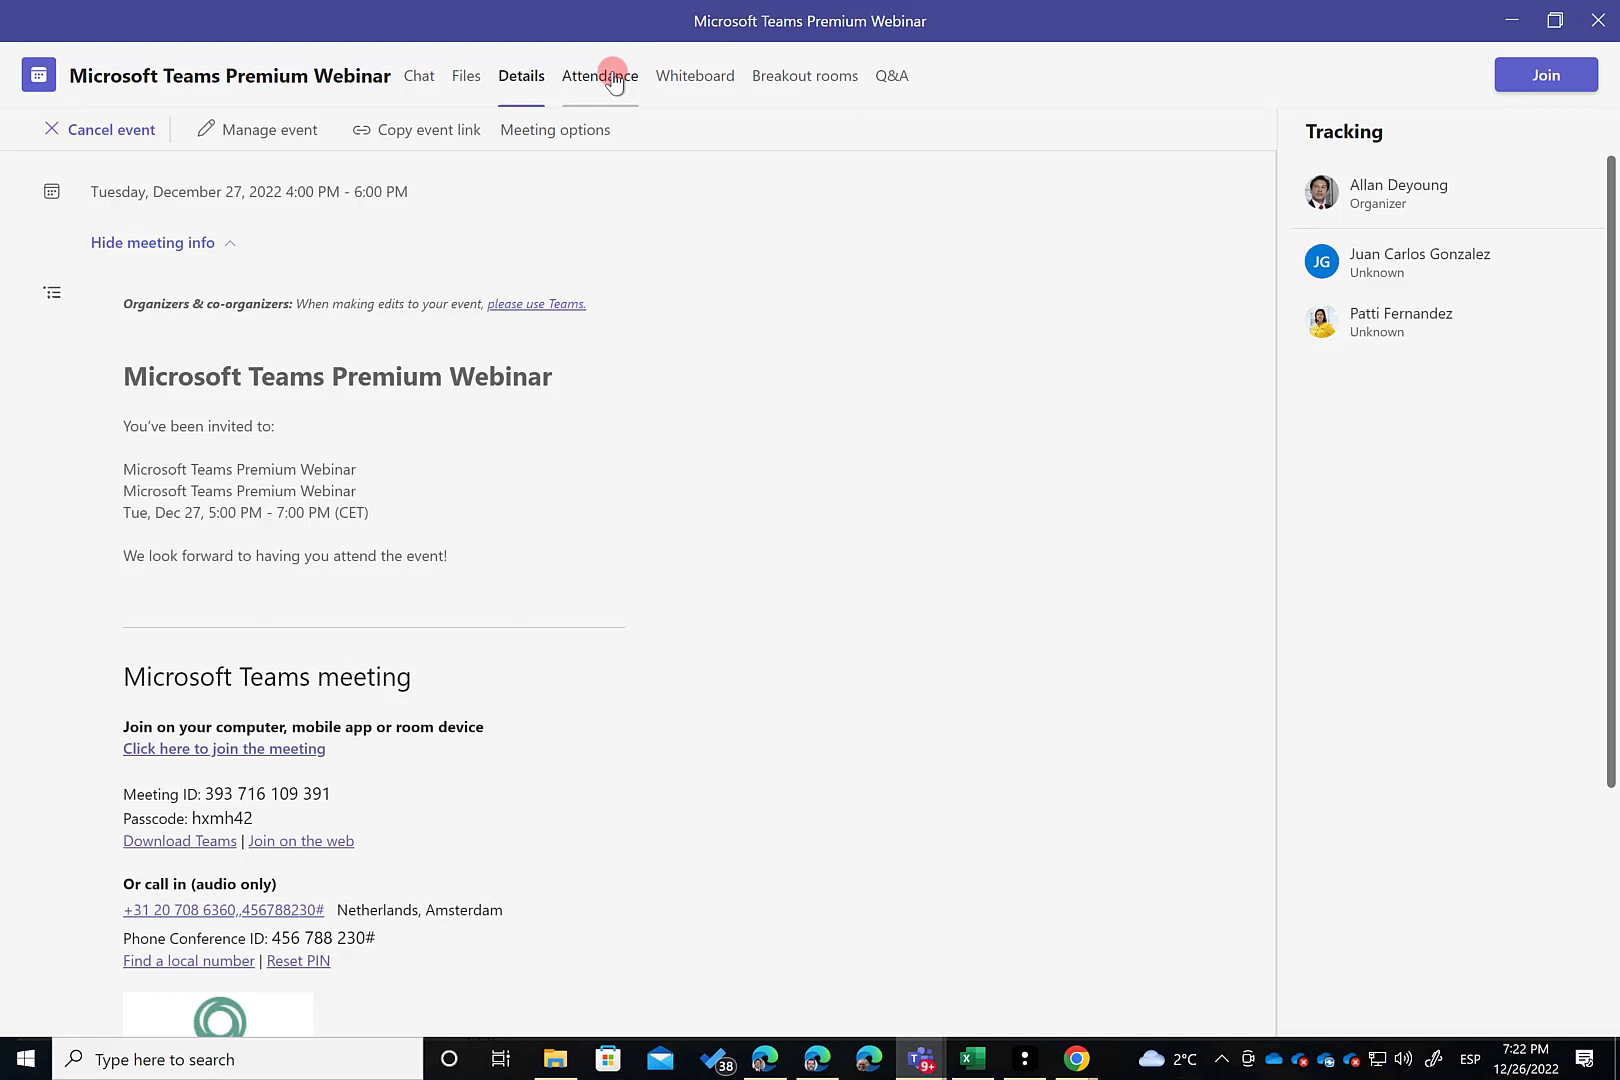 Microsoft Teams Premium Webinar
Microsoft Teams Premium Webinar Chat Files Details Attendance Whiteboard Breakout rooms Q&A Join
Cancel event Manage event Copy event link Meeting options
Tracking
Tuesday, December 27, 2022 4:00 PM - 6:00 PM
Allan Deyoung
Organizer
Hide meeting info
Juan Carlos Gonzalez
JG
Unknown
Organizers & co-organizers: When making edits to your event, please use Teams.
Patti Fernandez
Unknown
Microsoft Teams Premium Webinar
You've been invited to:
Microsoft Teams Premium Webinar
Microsoft Teams Premium Webinar
Tue, Dec 27, 5:00 PM - 7:00 PM (CET)
We look forward to having you attend the event!
Microsoft Teams meeting
Join on your computer, mobile app or room device
Click here to join the meeting
Meeting ID: 393 716 109 391
Passcode: hxmh42
Download Teams | Join on the web
Or call in (audio only)
+31 20 708 6360,,456788230# Netherlands, Amsterdam
Phone Conference ID: 456 788 230#
Find a local number | Reset PIN
Type here to search
38
T
9+
X
2°C
ESP
7:22 PM
12/26/2022